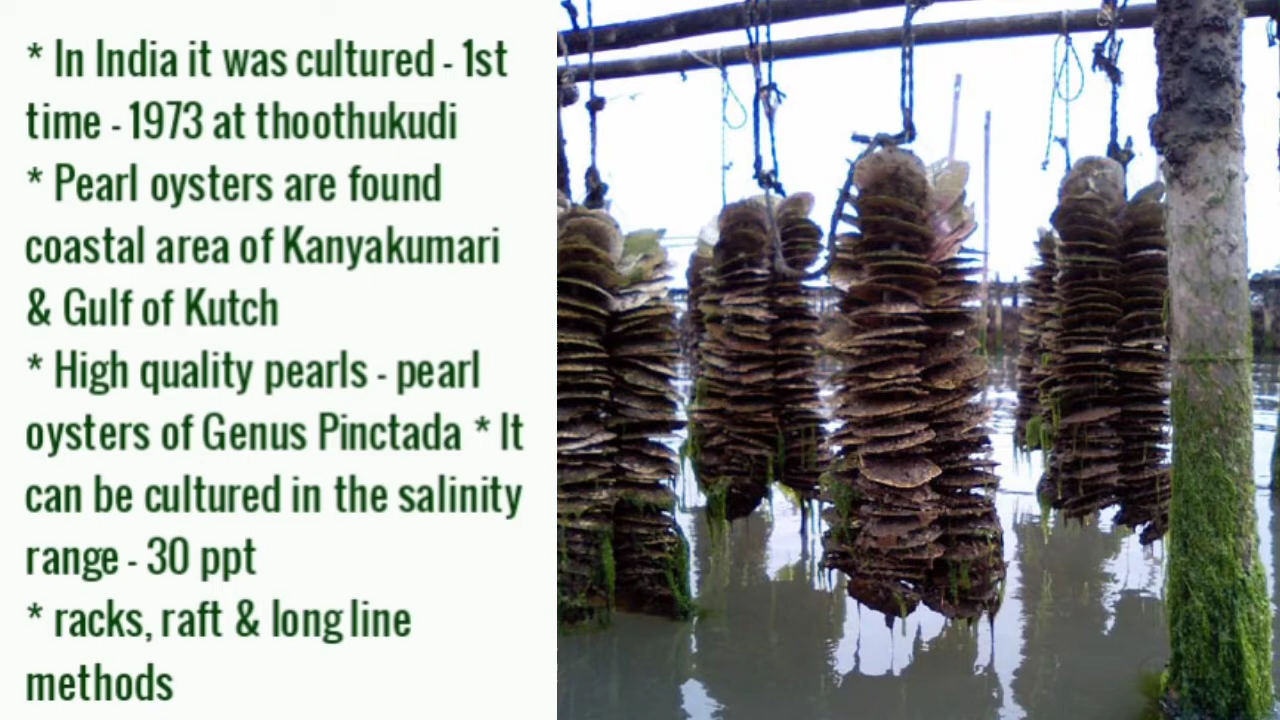 * In India it was cultured - 1st
time - 1973 at thoothukudi
* Pearl oysters are found
coastal area of Kanyakumari
& Gulf of Kutch
* High quality pearls - pearl
oysters of Genus Pinctada * It
can be cultured in the salinity
range - 30 ppt
* racks, raft & long line
methods